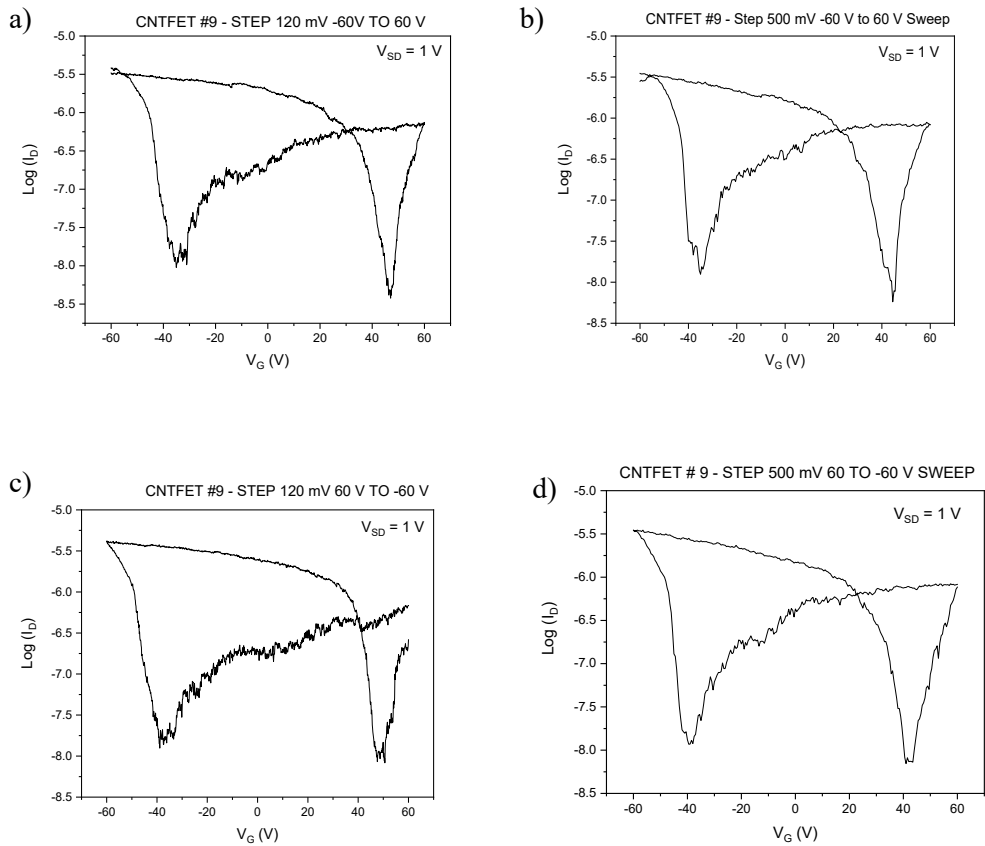 a)
CNTFET #9 - STEP 120 mV -60V TO 60 V
V_SD = 1 V
-5.0
-5.5
-6.0
-6.5
-7.0
-7.5
-8.0
-8.5
Log (I_D)
-60 -40 -20 0 20 40 60
V_G (V)
b)
CNTFET #9 - Step 500 mV -60 V to 60 V Sweep
V_SD = 1 V
-5.0
-5.5
-6.0
-6.5
-7.0
-7.5
-8.0
-8.5
Log (I_D)
-60 -40 -20 0 20 40 60
V_G (V)
c)
CNTFET #9 - STEP 120 mV 60 V TO -60 V
V_SD = 1 V
-5.0
-5.5
-6.0
-6.5
-7.0
-7.5
-8.0
-8.5
Log (I_D)
-60 -40 -20 0 20 40 60
V_G (V)
d)
CNTFET # 9 - STEP 500 mV 60 TO -60 V SWEEP
V_SD = 1 V
-5.0
-5.5
-6.0
-6.5
-7.0
-7.5
-8.0
-8.5
Log (I_D)
-60 -40 -20 0 20 40 60
V_G (V)